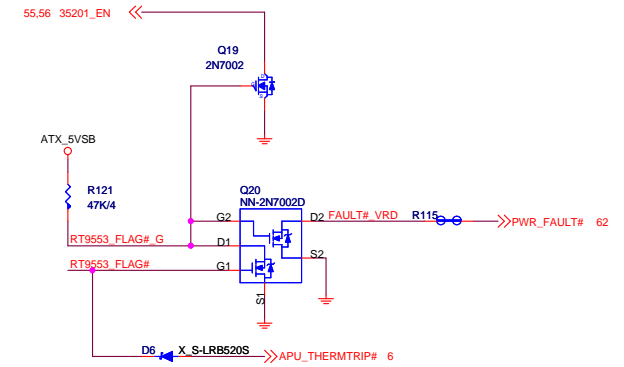 55,56 35201_EN
Q19
2N7002
ATX_5VSB
R121
47K/4
Q20
NN-2N7002D
G2
D2
FAULT#_VRD
R115
PWR_FAULT# 62
RT9553_FLAG#_G
D1
S2
RT9553_FLAG#
G1
S1
D6
X_S-LRB520S
APU_THERMTRIP# 6